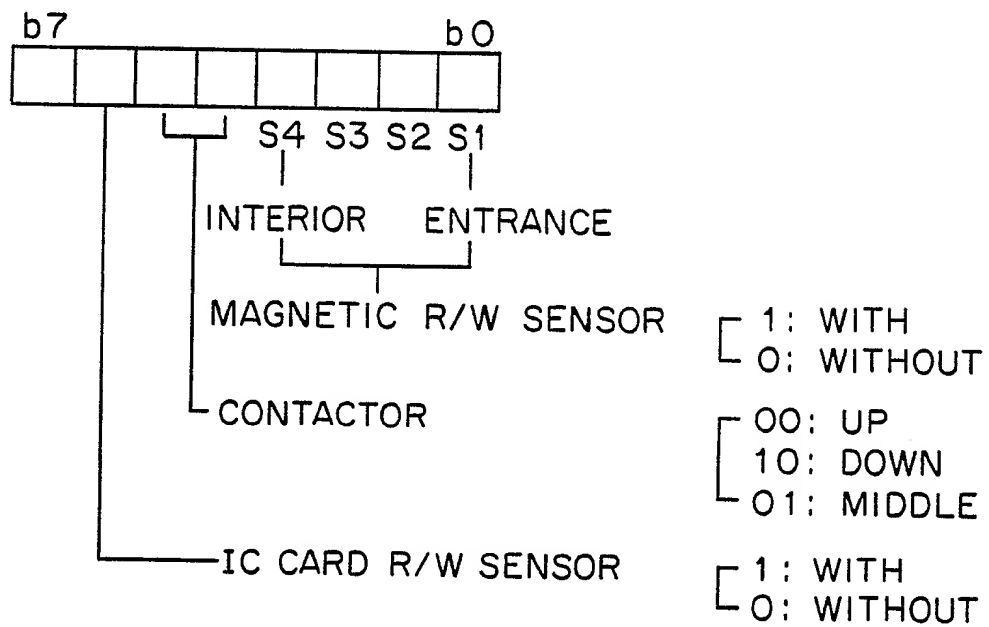 b7 b0
S4 S3 S2 S1
INTERIOR ENTRANCE
MAGNETIC R/W SENSOR 1: WITH
0: WITHOUT
CONTACTOR 00: UP
10: DOWN
01: MIDDLE
IC CARD R/W SENSOR 1: WITH
0: WITHOUT